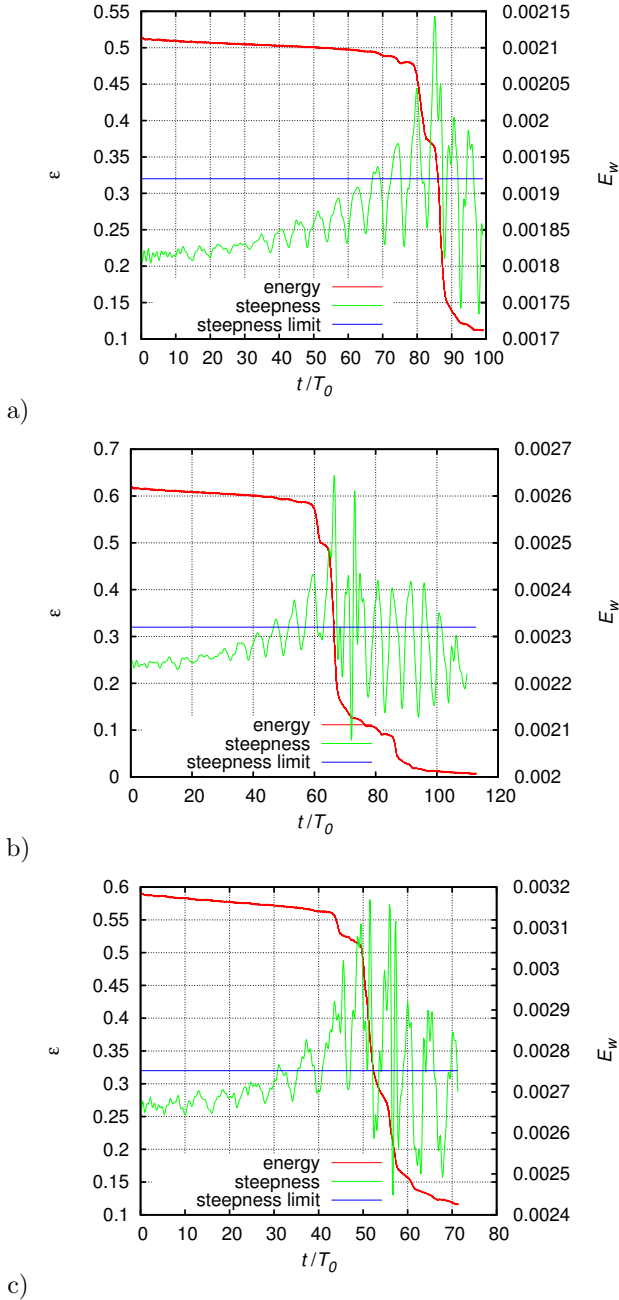 0.55 0.5 0.45 0.4 0.35 0.3 0.25 0.2 0.15 0.1
ε
0.00215 0.0021 0.00205 0.002 0.00195 0.0019 0.00185 0.0018 0.00175 0.0017
E_w
energy
steepness
steepness limit
0 10 20 30 40 50 60 70 80 90 100
t/T_0
a)
0.7 0.6 0.5 0.4 0.3 0.2 0.1 0
ε
0.0027 0.0026 0.0025 0.0024 0.0023 0.0022 0.0021 0.002
E_w
energy
steepness
steepness limit
0 20 40 60 80 100 120
t/T_0
b)
0.6 0.55 0.5 0.45 0.4 0.35 0.3 0.25 0.2 0.15 0.1
ε
0.0032 0.0031 0.003 0.0029 0.0028 0.0027 0.0026 0.0025 0.0024
E_w
energy
steepness
steepness limit
0 10 20 30 40 50 60 70 80
t/T_0
c)